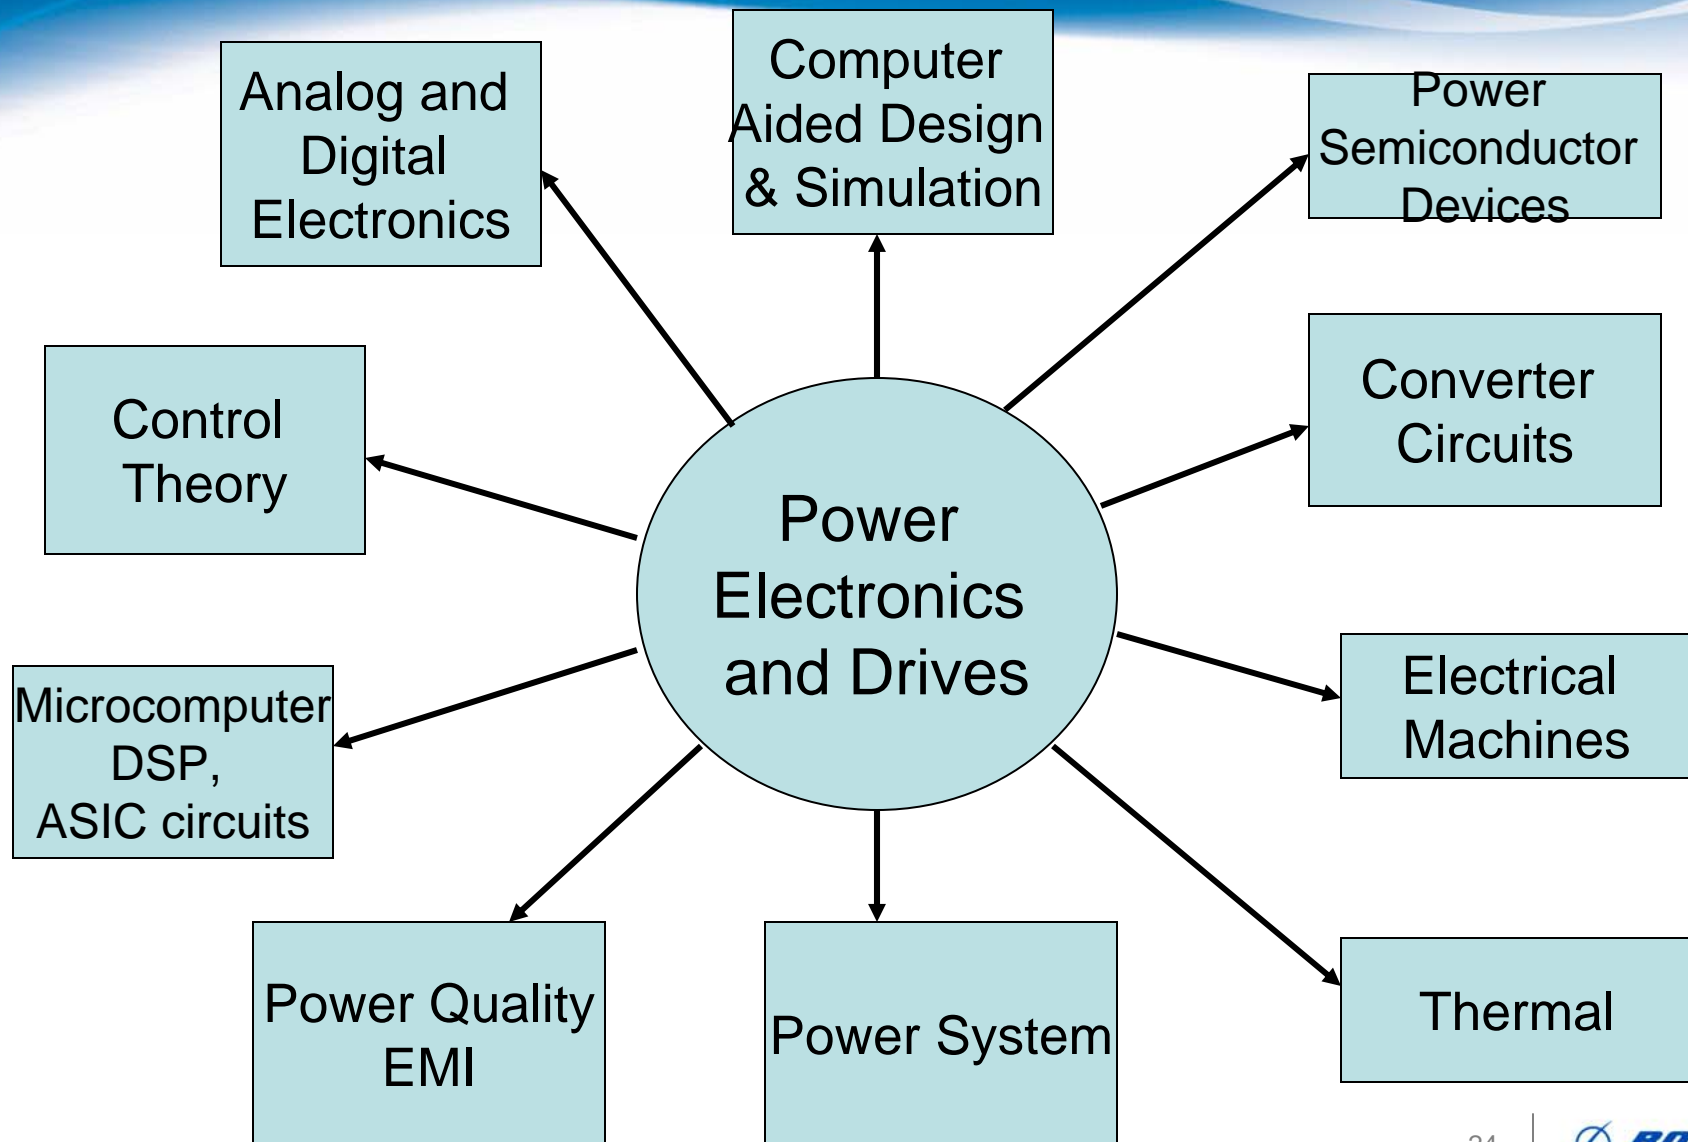 Analog and
Digital
Electronics
Computer
Aided Design
& Simulation
Power
Semiconductor
Devices
Control
Theory
Converter
Circuits
Power
Electronics
and Drives
Microcomputer
DSP,
ASIC circuits
Electrical
Machines
Power Quality
EMI
Power System
Thermal